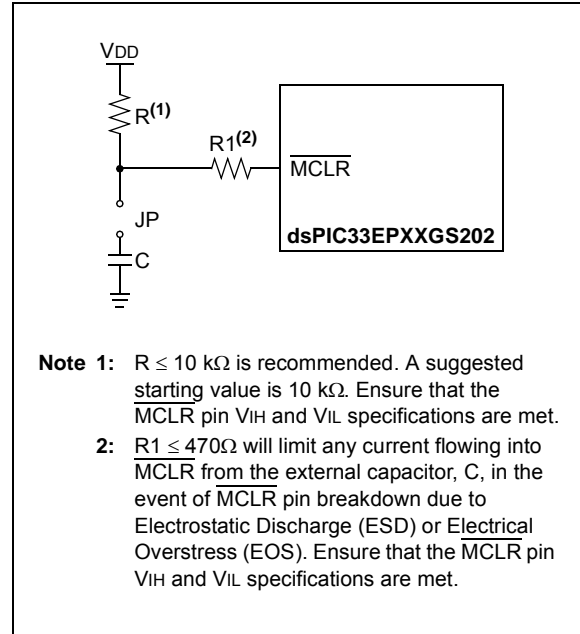 VDD
R(1)
R1(2)
MCLR
JP
dsPIC33EPXXGS202
C
Note 1: R ≤ 10 kΩ is recommended. A suggested
starting value is 10 kΩ. Ensure that the
MCLR pin VIH and VIL specifications are met.
2: R1 ≤ 470Ω will limit any current flowing into
MCLR from the external capacitor, C, in the
event of MCLR pin breakdown due to
Electrostatic Discharge (ESD) or Electrical
Overstress (EOS). Ensure that the MCLR pin
VIH and VIL specifications are met.